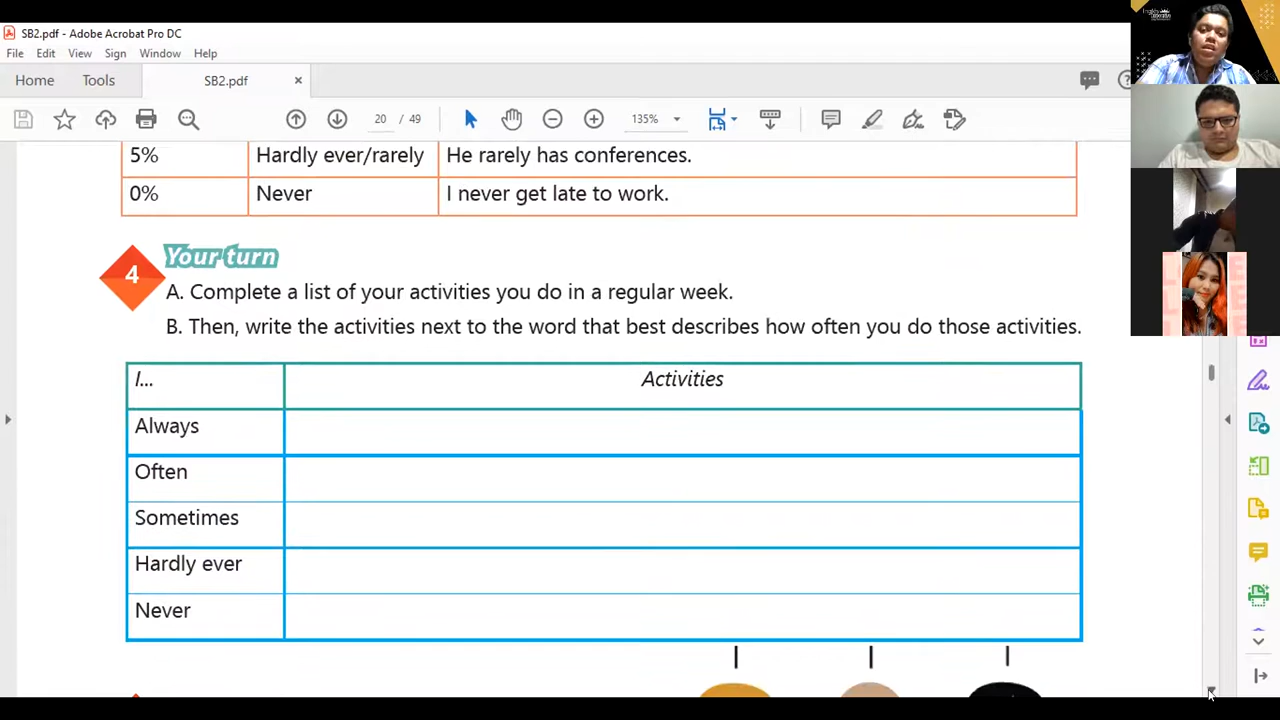 SB2.pdf - Adobe Acrobat Pro DC
File Edit View Sign Window Help
Home Tools SB2.pdf ×
20 / 49 135%
5% Hardly ever/rarely He rarely has conferences.
0% Never I never get late to work.
4 Your turn
A. Complete a list of your activities you do in a regular week.
B. Then, write the activities next to the word that best describes how often you do those activities.
I... Activities
Always
Often
Sometimes
Hardly ever
Never